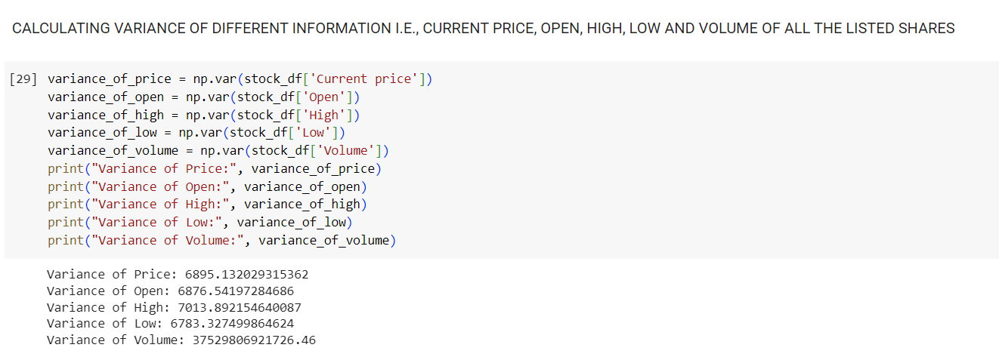 CALCULATING VARIANCE OF DIFFERENT INFORMATION I.E., CURRENT PRICE, OPEN, HIGH, LOW AND VOLUME OF ALL THE LISTED SHARES
[29] variance_of_price = np.var(stock_df['Current price'])
variance_of_open = np.var(stock_df['Open'])
variance_of_high = np.var(stock_df['High'])
variance_of_low = np.var(stock_df['Low'])
variance_of_volume = np.var(stock_df['Volume'])
print("Variance of Price:", variance_of_price)
print("Variance of Open:", variance_of_open)
print("Variance of High:", variance_of_high)
print("Variance of Low:", variance_of_low)
print("Variance of Volume:", variance_of_volume)
Variance of Price: 6895.132029315362
Variance of Open: 6876.54197284686
Variance of High: 7013.892154640087
Variance of Low: 6783.327499864624
Variance of Volume: 37529806921726.46